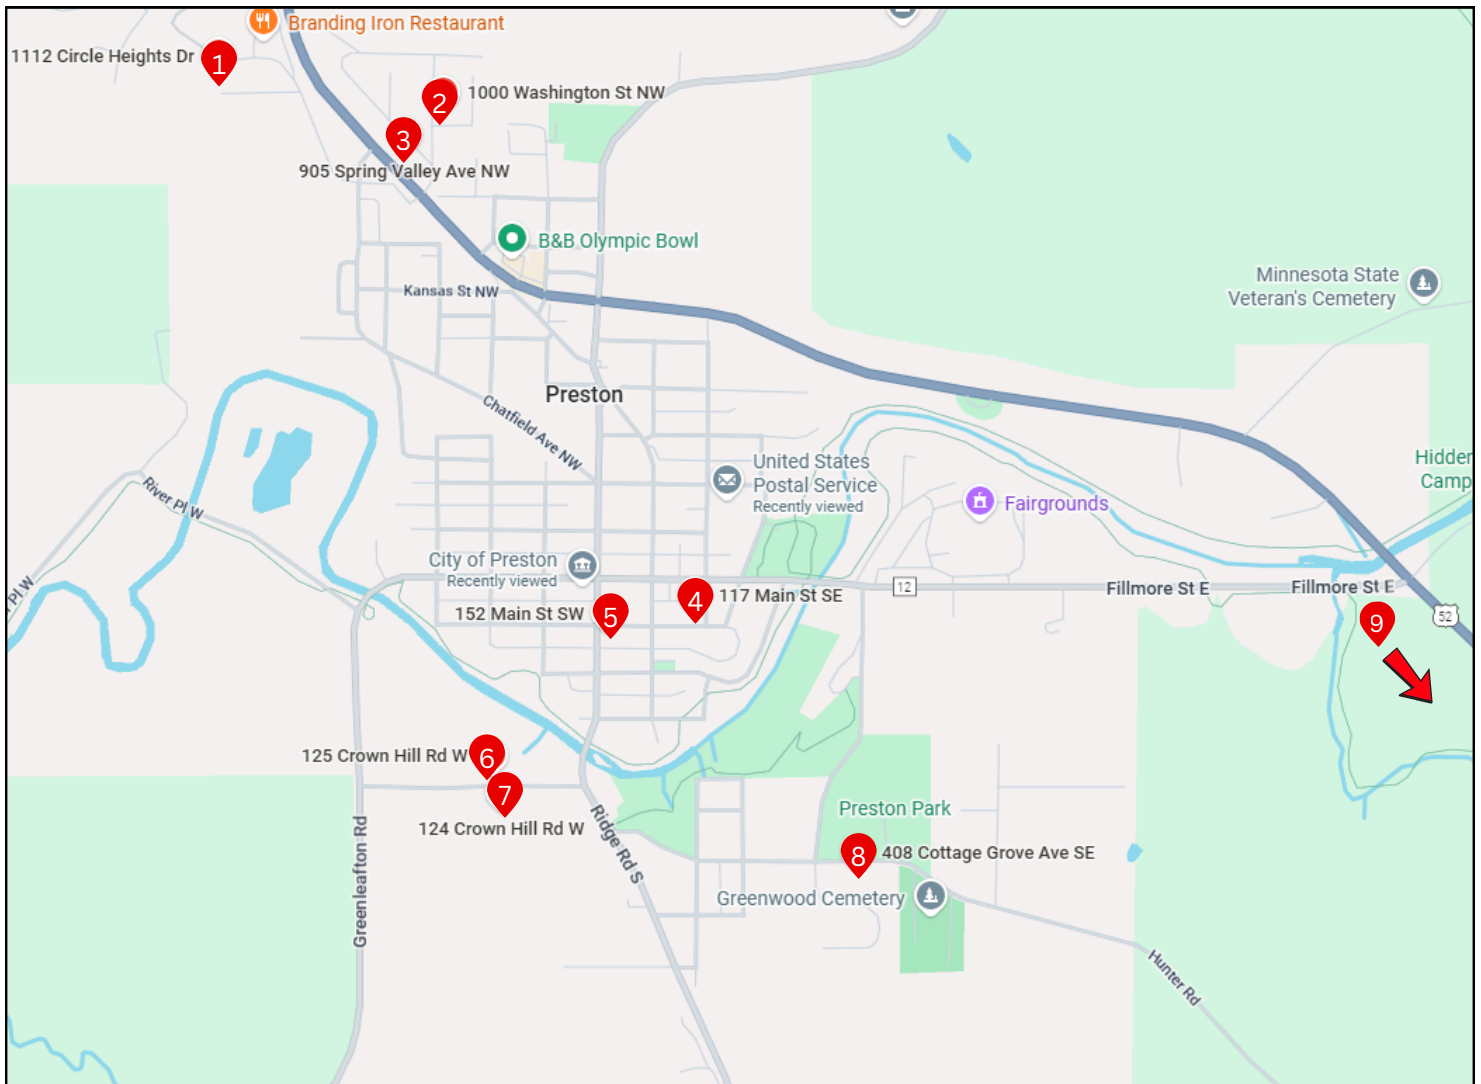 Branding Iron Restaurant
1112 Circle Heights Dr
1
2
1000 Washington St NW
3
905 Spring Valley Ave NW
B&B Olympic Bowl
Minnesota State
Veteran's Cemetery
Kansas St NW
Preston
Chatfield Ave NW
United States
Postal Service
Recently viewed
Hidden
Camp
Fairgrounds
River Pl W
Pl W
City of Preston
Recently viewed
12
Fillmore St E
Fillmore St E
52
4
117 Main St SE
152 Main St SW
5
9
125 Crown Hill Rd W
6
7
124 Crown Hill Rd W
Ridge Rd S
Greenleafton Rd
Preston Park
8
408 Cottage Grove Ave SE
Greenwood Cemetery
Hunter Rd